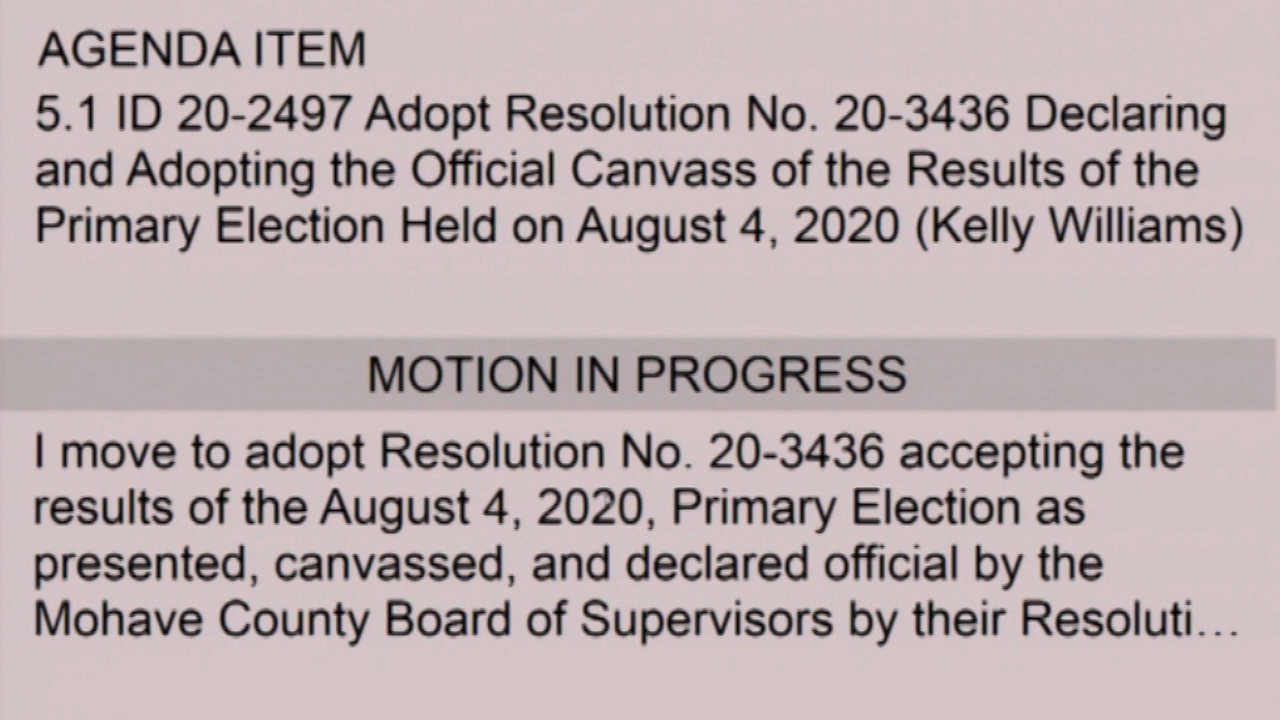 AGENDA ITEM
5.1 ID 20-2497 Adopt Resolution No. 20-3436 Declaring
and Adopting the Official Canvass of the Results of the
Primary Election Held on August 4, 2020 (Kelly Williams)
MOTION IN PROGRESS
I move to adopt Resolution No. 20-3436 accepting the
results of the August 4, 2020, Primary Election as
presented, canvassed, and declared official by the
Mohave County Board of Supervisors by their Resoluti...